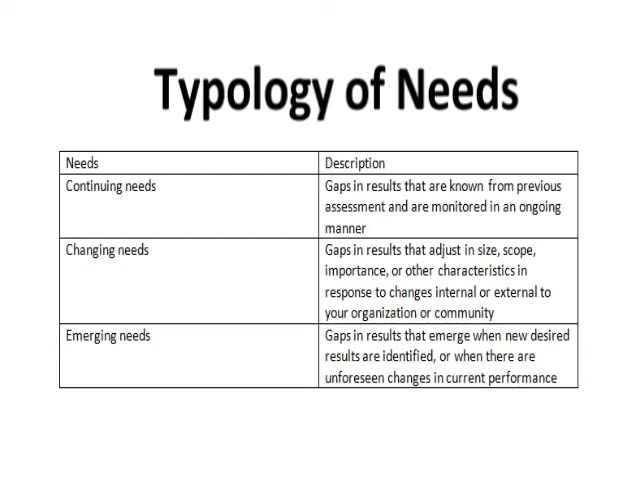 Typology of Needs
Needs
Description
Continuing needs
Gaps in results that are known from previous
assessment and are monitored in an ongoing
manner
Changing needs
Gaps in results that adjust in size, scope,
importance, or other characteristics in
response to changes internal or external to
your organization or community
Emerging needs
Gaps in results that emerge when new desired
results are identified, or when there are
unforeseen changes in current performance